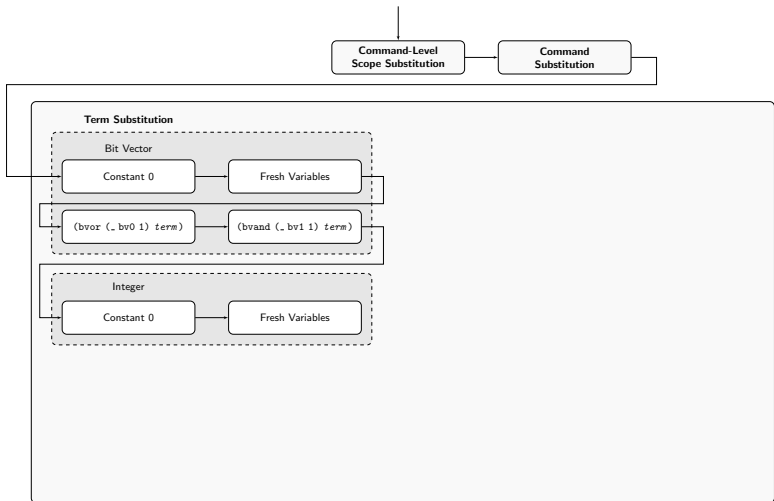 Command-Level
Scope Substitution
Command
Substitution
Term Substitution
Bit Vector
Constant 0
Fresh Variables
(bvor (_ bv0 1) term)
(bvand (_ bv1 1) term)
Integer
Constant 0
Fresh Variables